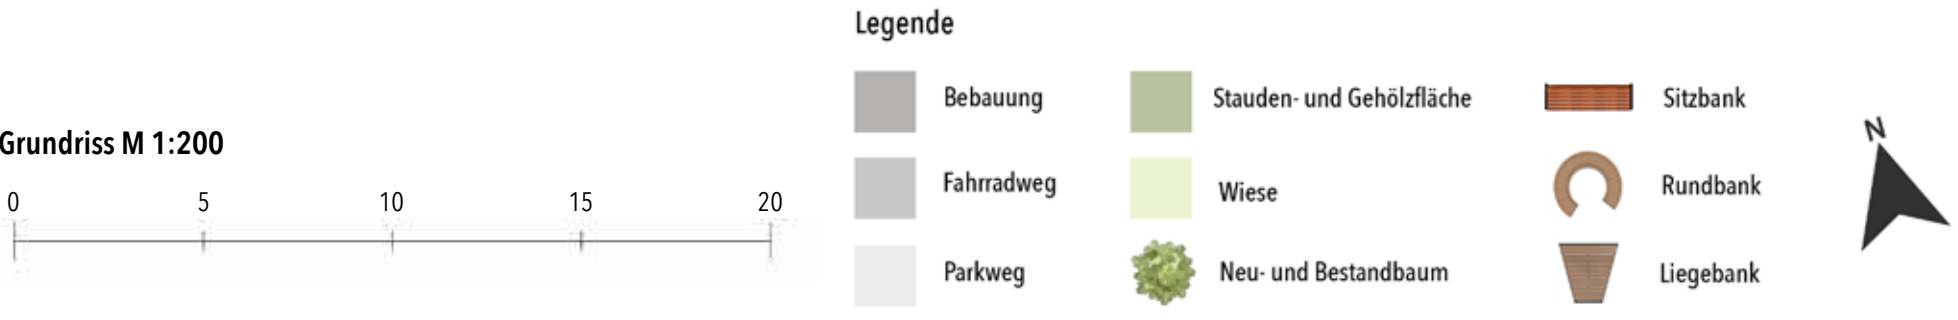 Grundriss M 1:200
0 5 10 15 20
Legende
Bebauung
Fahrradweg
Parkweg
Stauden- und Gehölzfläche
Wiese
Neu- und Bestandbaum
Sitzbank
Rundbank
Liegebank
N